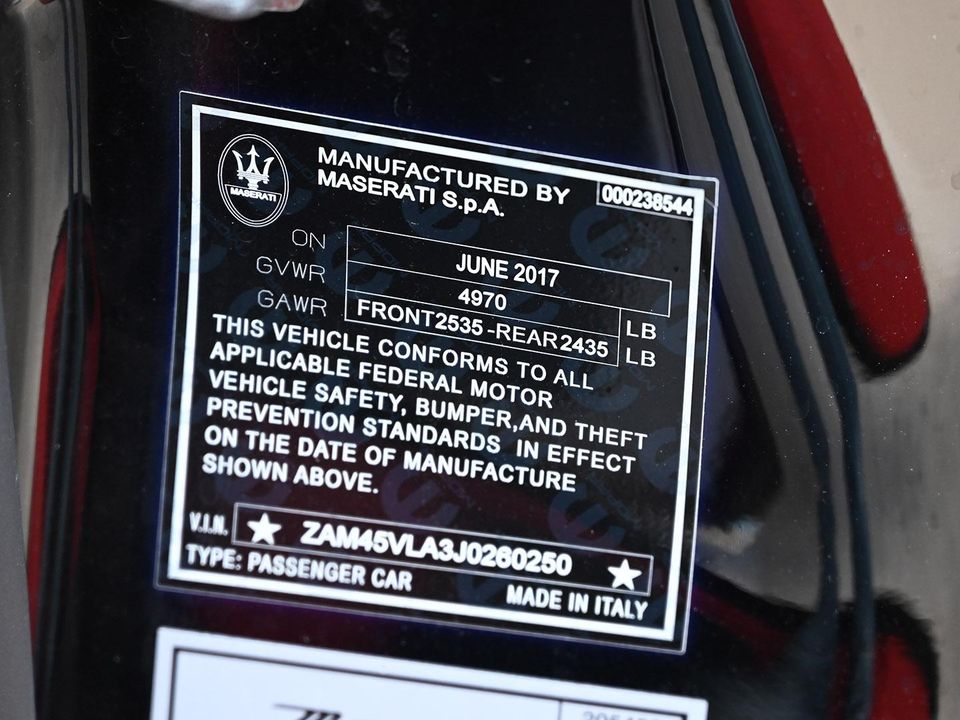 MASERATI
MANUFACTURED BY
MASERATI S.p.A.
000238544
ON JUNE 2017
GVWR 4970 LB
GAWR FRONT2535-REAR2435 LB
THIS VEHICLE CONFORMS TO ALL
APPLICABLE FEDERAL MOTOR
VEHICLE SAFETY, BUMPER,AND THEFT
PREVENTION STANDARDS IN EFFECT
ON THE DATE OF MANUFACTURE
SHOWN ABOVE.
V.I.N. ★ ZAM45VLA3J0260250 ★
TYPE: PASSENGER CAR MADE IN ITALY